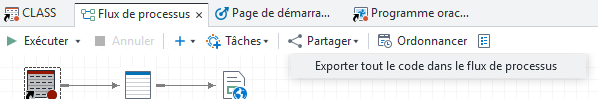 CLASS Flux de processus Page de démarra... Programme orac...
Exécuter Annuler Tâches Partager Ordonnancer
Exporter tout le code dans le flux de processus